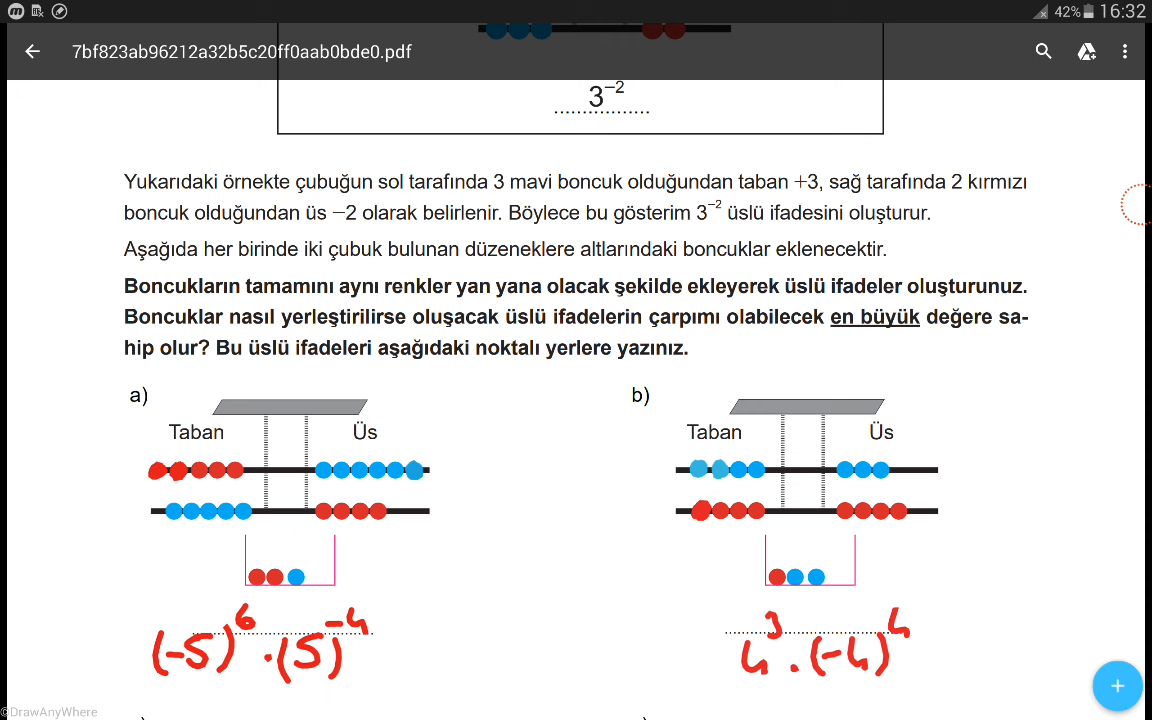 42% 16:32
7bf823ab96212a32b5c20ff0aab0bde0.pdf
3⁻²
Yukarıdaki örnekte çubuğun sol tarafında 3 mavi boncuk olduğundan taban +3, sağ tarafında 2 kırmızı
boncuk olduğundan üs −2 olarak belirlenir. Böylece bu gösterim 3⁻² üslü ifadesini oluşturur.
Aşağıda her birinde iki çubuk bulunan düzeneklere altlarındaki boncuklar eklenecektir.
Boncukların tamamını aynı renkler yan yana olacak şekilde ekleyerek üslü ifadeler oluşturunuz.
Boncuklar nasıl yerleştirilirse oluşacak üslü ifadelerin çarpımı olabilecek en büyük değere sa-
hip olur? Bu üslü ifadeleri aşağıdaki noktalı yerlere yazınız.
a)
Taban Üs
(-5)⁶ · (5)⁻⁴
b)
Taban Üs
4³ · (-4)⁴
©DrawAnyWhere